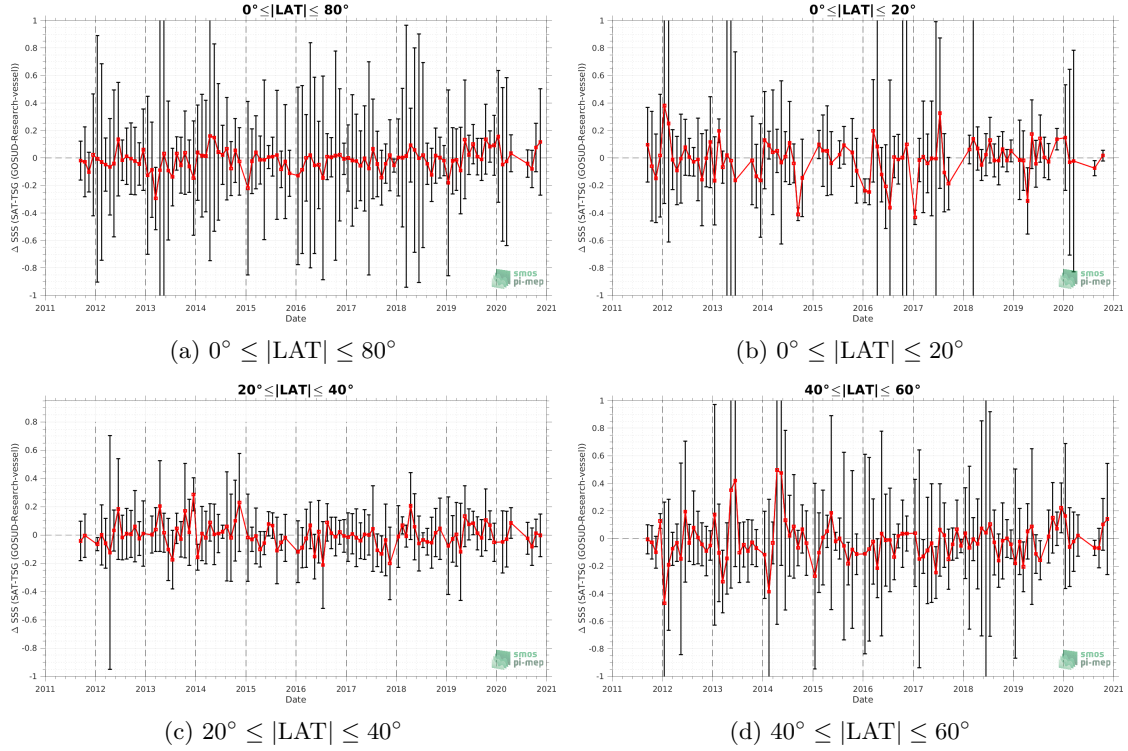 0°≤|LAT|≤ 80°
Δ SSS (SAT-TSG (GOSUD-Research-vessel))
1
0.8
0.6
0.4
0.2
0
-0.2
-0.4
-0.6
-0.8
-1
2011 2012 2013 2014 2015 2016 2017 2018 2019 2020 2021
Date
smos
pi-mep
(a) 0° ≤ |LAT| ≤ 80°
0°≤|LAT|≤ 20°
Δ SSS (SAT-TSG (GOSUD-Research-vessel))
1
0.8
0.6
0.4
0.2
0
-0.2
-0.4
-0.6
-0.8
-1
2011 2012 2013 2014 2015 2016 2017 2018 2019 2020 2021
Date
smos
pi-mep
(b) 0° ≤ |LAT| ≤ 20°
20°≤|LAT|≤ 40°
Δ SSS (SAT-TSG (GOSUD-Research-vessel))
0.8
0.6
0.4
0.2
0
-0.2
-0.4
-0.6
-0.8
-1
2011 2012 2013 2014 2015 2016 2017 2018 2019 2020 2021
Date
smos
pi-mep
(c) 20° ≤ |LAT| ≤ 40°
40°≤|LAT|≤ 60°
Δ SSS (SAT-TSG (GOSUD-Research-vessel))
0.8
0.6
0.4
0.2
0
-0.2
-0.4
-0.6
-0.8
-1
2011 2012 2013 2014 2015 2016 2017 2018 2019 2020 2021
Date
smos
pi-mep
(d) 40° ≤ |LAT| ≤ 60°